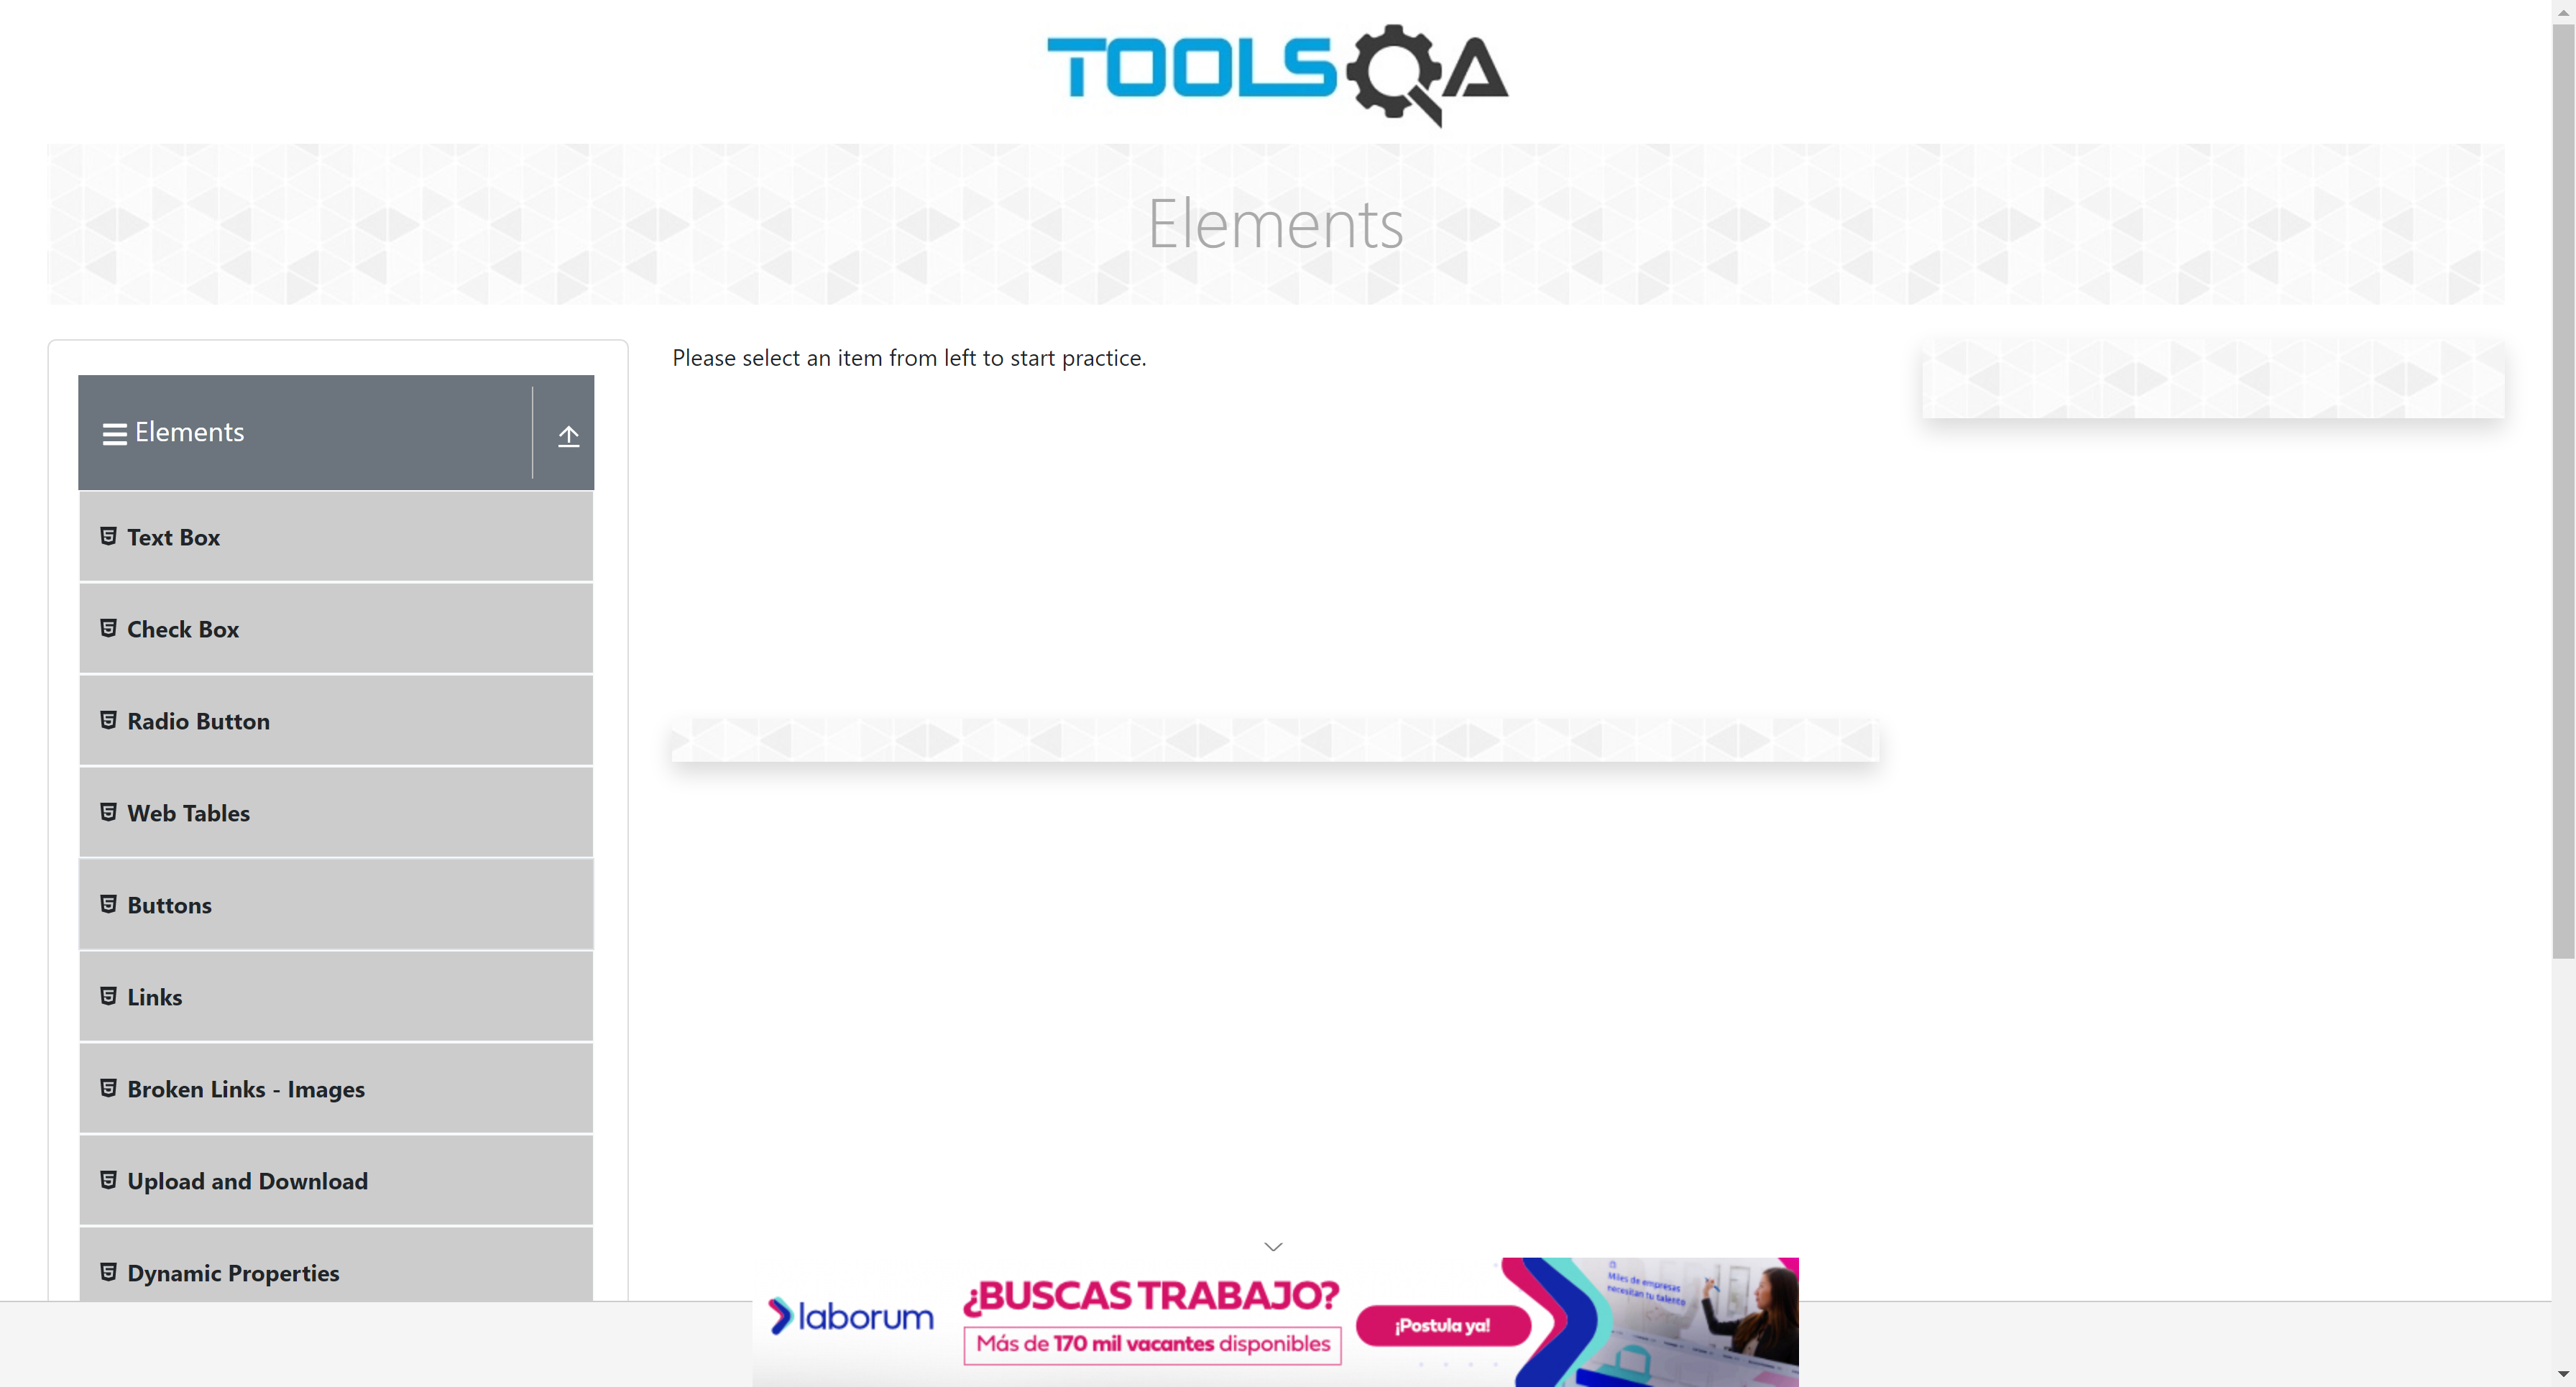 TOOLSQA
Elements
Please select an item from left to start practice.
Elements
Text Box
Check Box
Radio Button
Web Tables
Buttons
Links
Broken Links - Images
Upload and Download
Dynamic Properties
laborum
¿BUSCAS TRABAJO?
Más de 170 mil vacantes disponibles
¡Postula ya!
Miles de empresas
necesitan tu talento